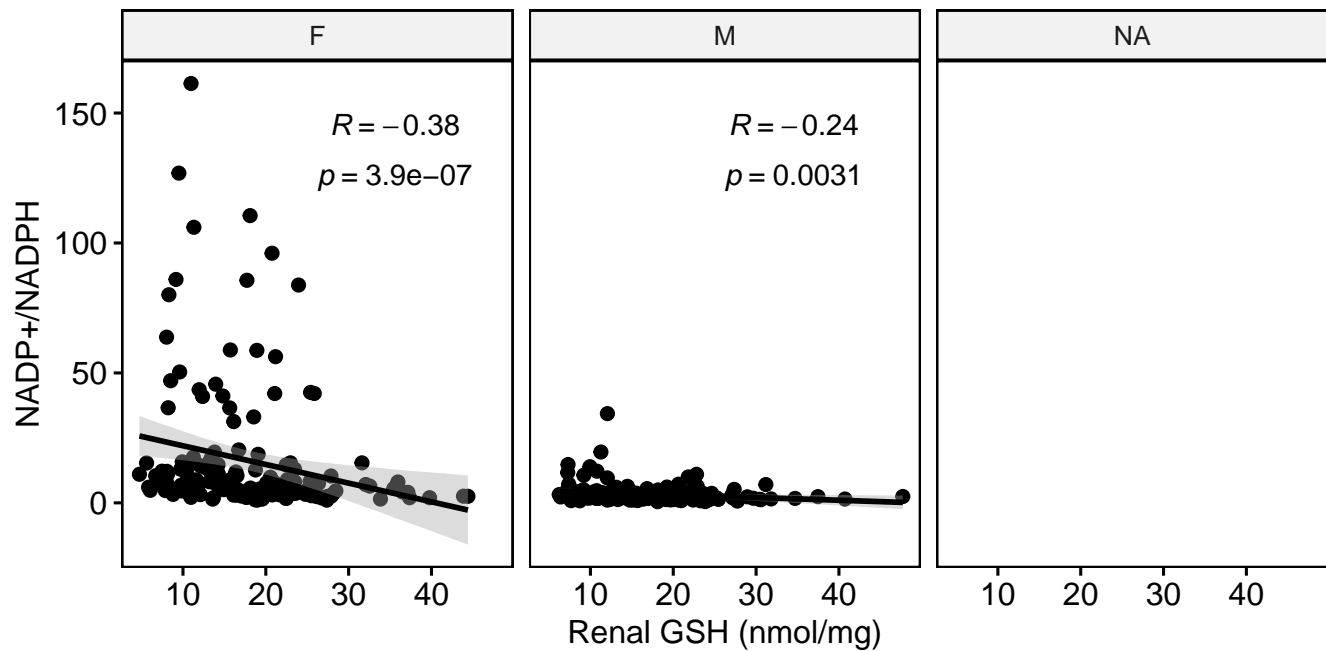 F
M
NA
NADP+/NADPH
150
100
50
0
R = −0.38
p = 3.9e−07
R = −0.24
p = 0.0031
10 20 30 40
10 20 30 40
10 20 30 40
Renal GSH (nmol/mg)